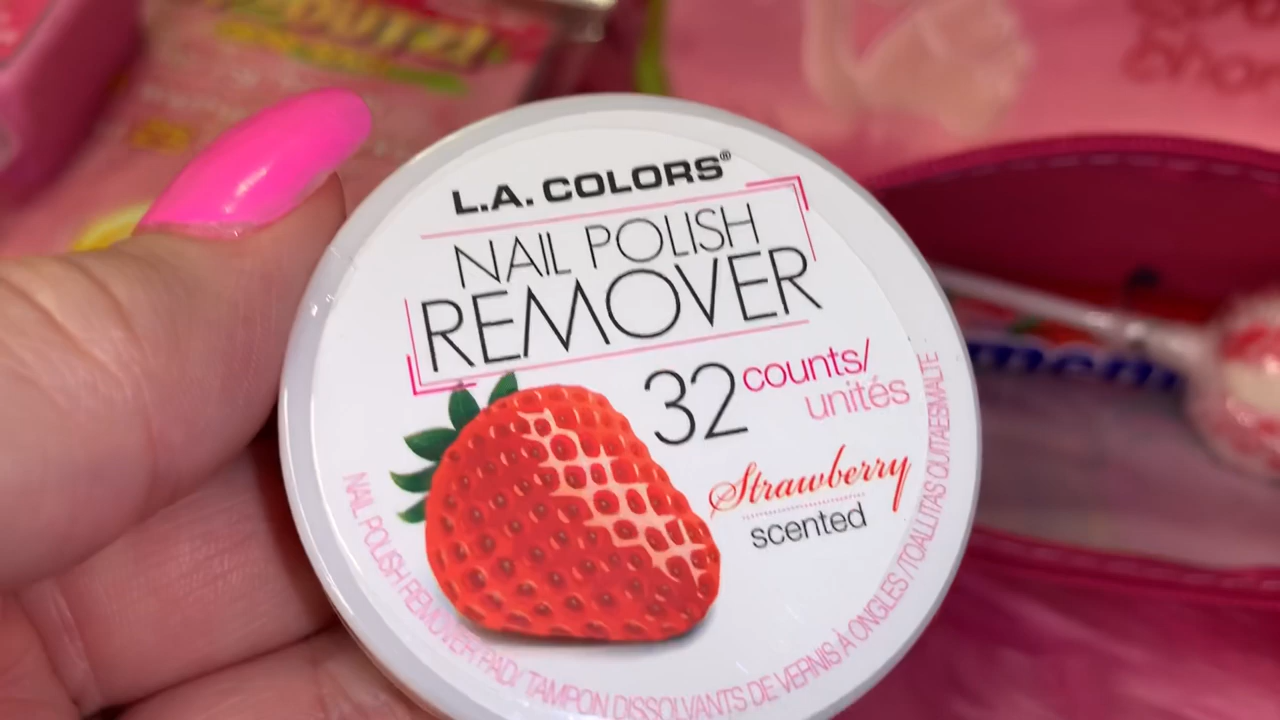 L.A. COLORS®
NAIL POLISH
REMOVER
32 counts/
unités
Strawberry
scented
NAIL POLISH REMOVER PAD/ TAMPON DISSOLVANTS DE VERNIS À ONGLES /TOALLITAS QUITAESMALTE